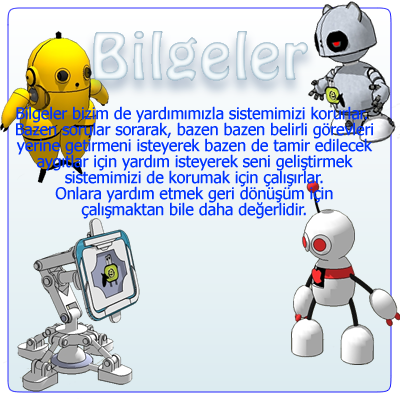 Bilgeler
Bilgeler bizim de yardımımızla sistemimizi korurlar.
Bazen sorular sorarak, bazen bazen belirli görevleri
yerine getirmeni isteyerek bazen de tamir edilecek
aygıtlar için yardım isteyerek seni geliştirmek
sistemimizi de korumak için çalışırlar.
Onlara yardım etmek geri dönüşüm için
çalışmaktan bile daha değerlidir.